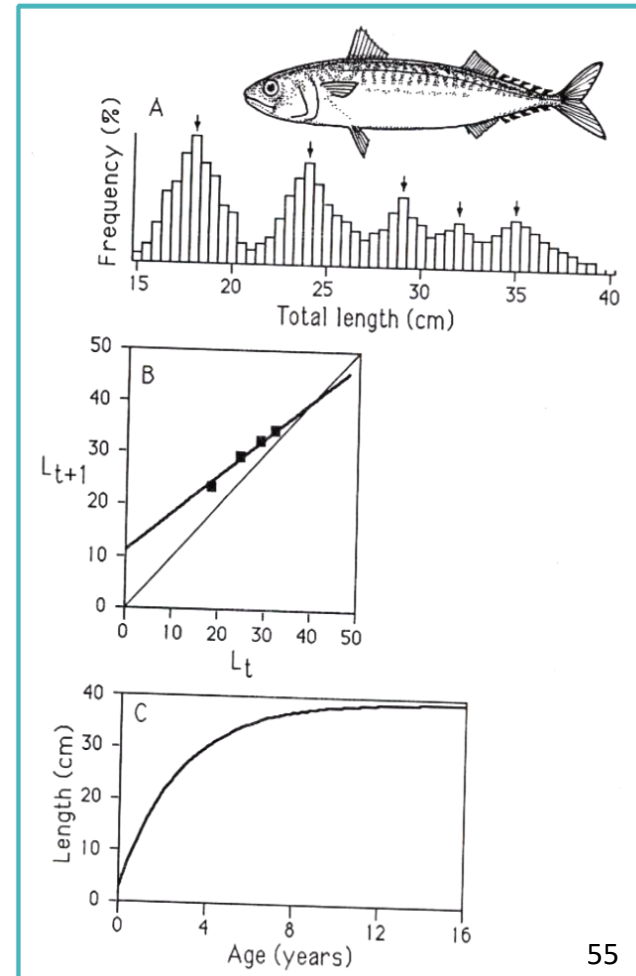 A
Frequency (%)
15 20 25 30 35 40
Total length (cm)
B
50
40
30
20
10
0
L_{t+1}
0 10 20 30 40 50
L_t
C
40
30
20
10
0
Length (cm)
0 4 8 12 16
Age (years)
55